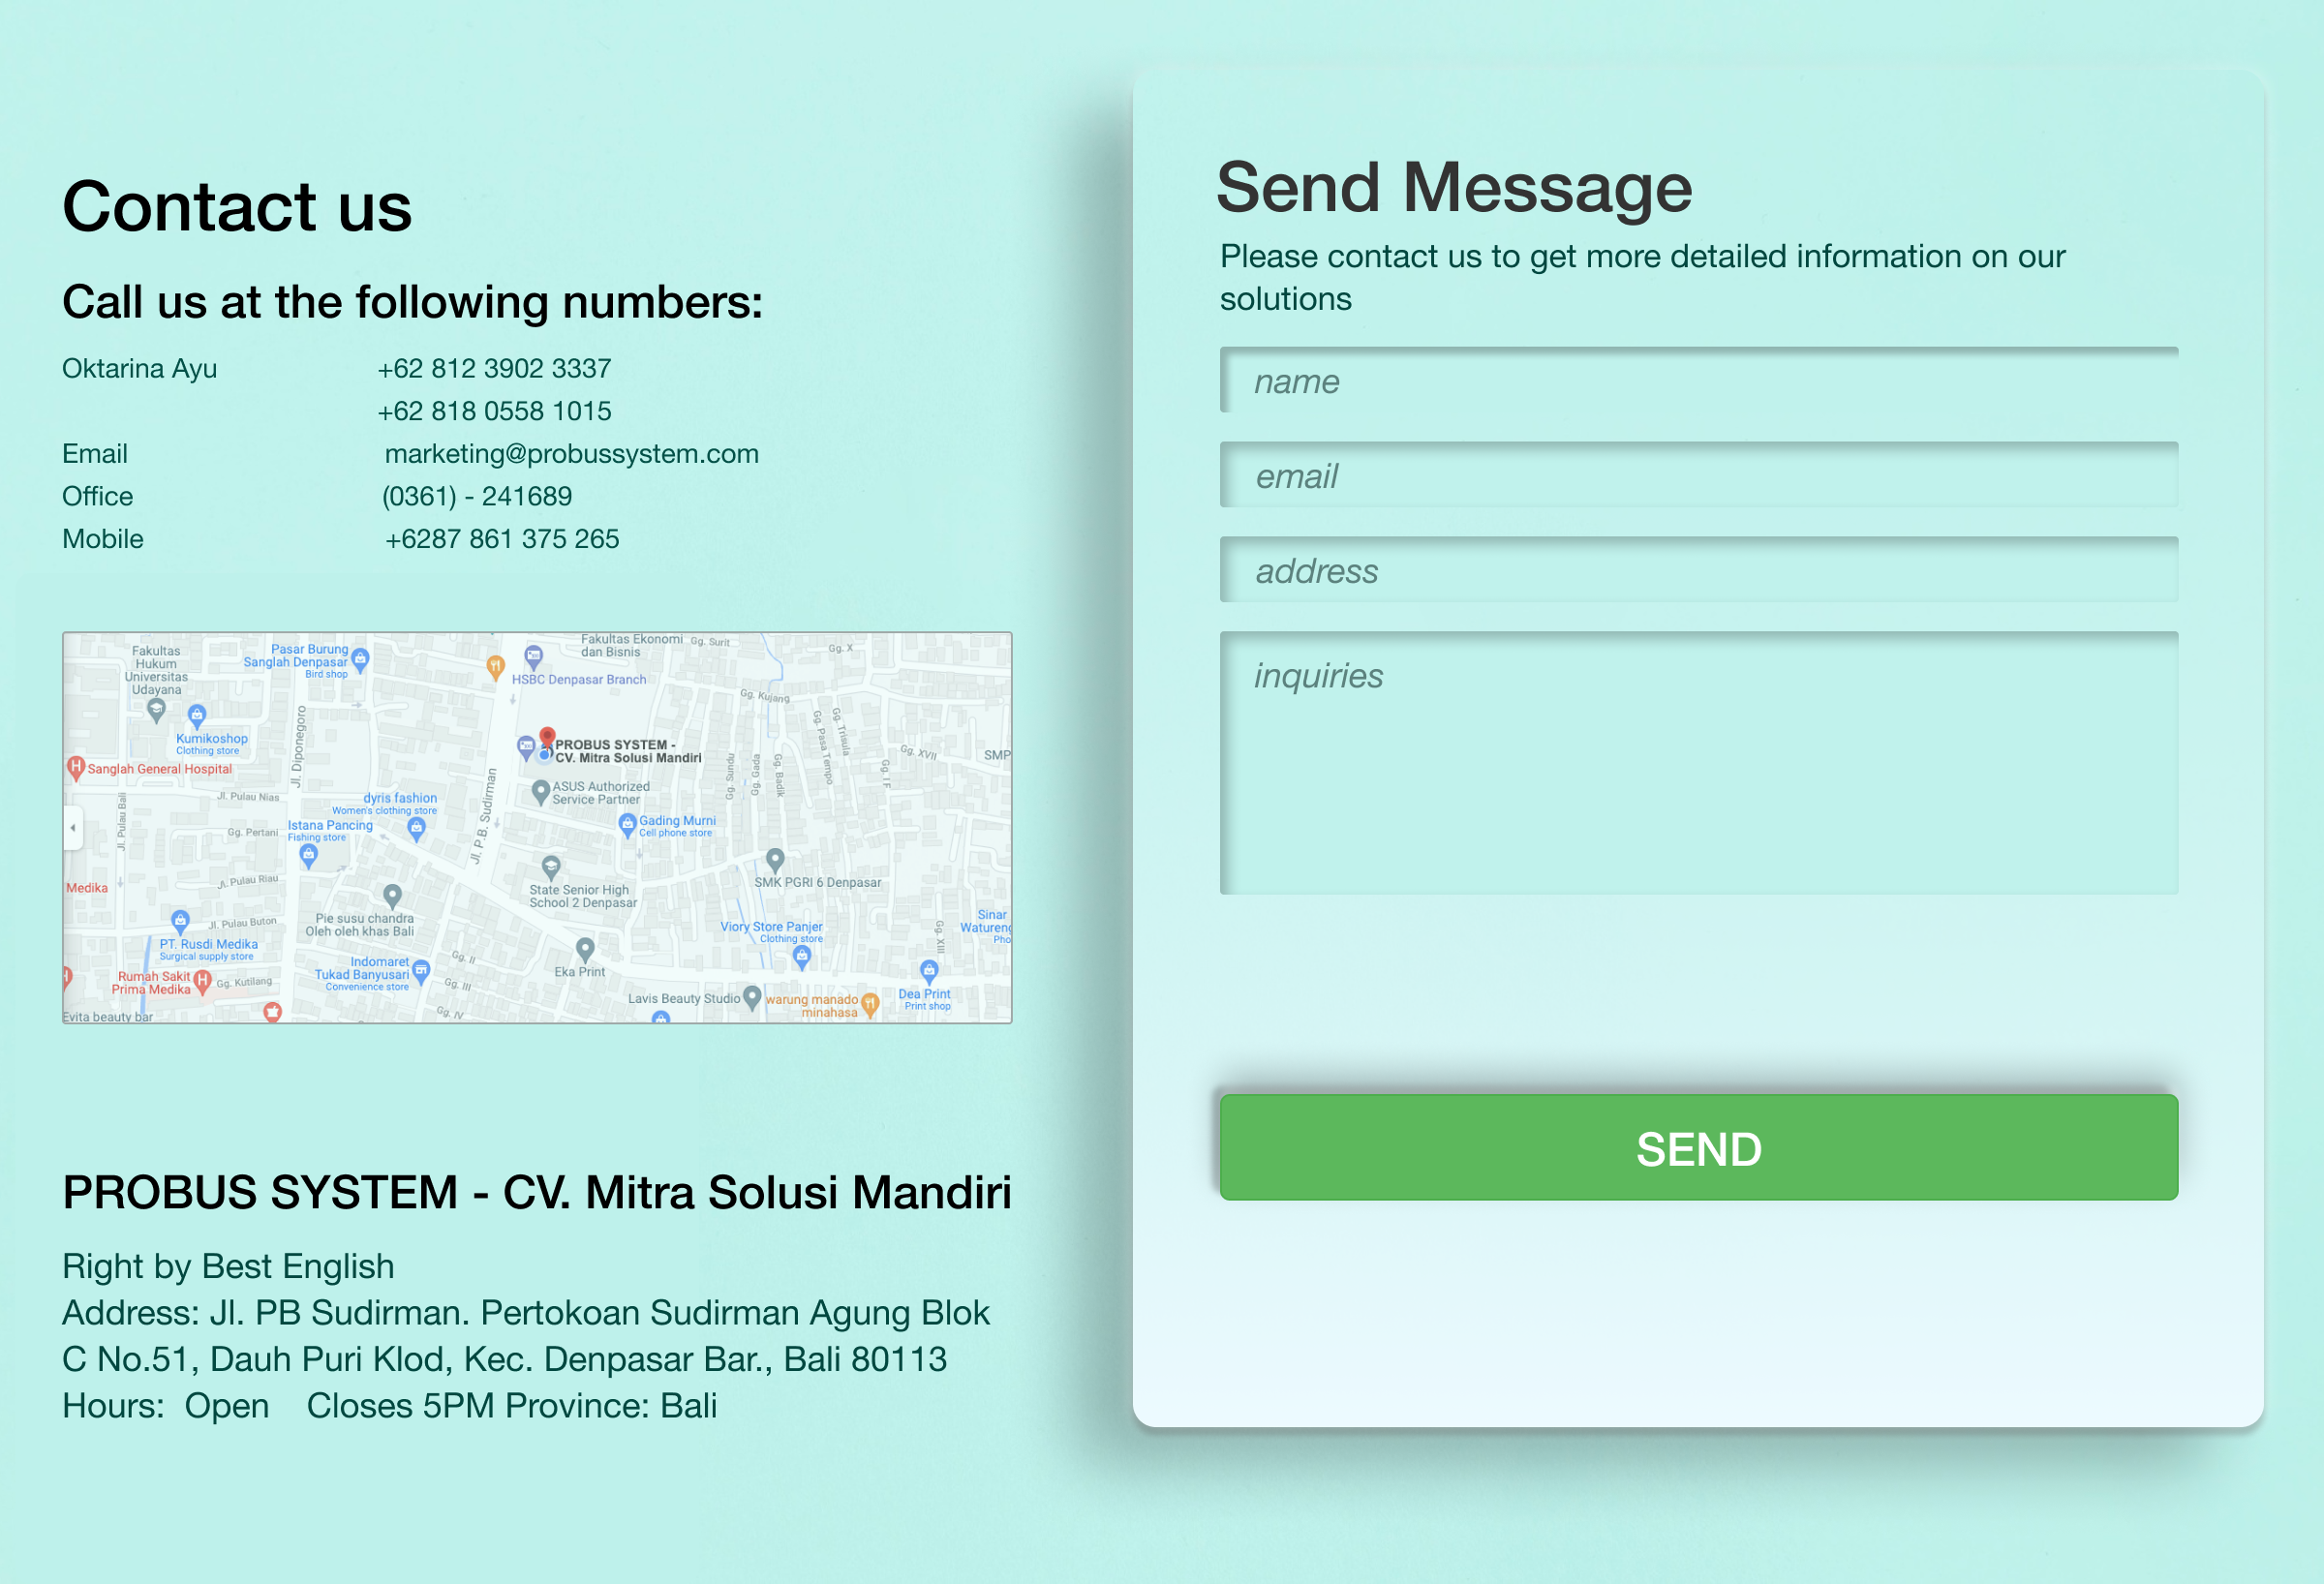 Contact us
Call us at the following numbers:
Oktarina Ayu +62 812 3902 3337
+62 818 0558 1015
Email marketing@probussystem.com
Office (0361) - 241689
Mobile +6287 861 375 265
Fakultas
Hukum
Universitas
Udayana
Pasar Burung
Sanglah Denpasar
Bird shop
Fakultas Ekonomi
dan Bisnis
Gg. Surit
Gg. X
HSBC Denpasar Branch
Gg. Kujang
Kumikoshop
Clothing store
Jl. Diponegoro
PROBUS SYSTEM -
CV. Mitra Solusi Mandiri
Gg. Pasa Tempo
Gg. Trisula
Gg. XVII
SMP
Sanglah General Hospital
Jl. Pulau Nias
Jl. Pulau Bali
Jl. P.B. Sudirman
ASUS Authorized
Service Partner
Gg. Sundu
Gg. Gada
Gg. Badik
Gg. I F
dyris fashion
Women's clothing store
Istana Pancing
Fishing store
Gg. Pertani
Gading Murni
Cell phone store
Medika
Jl. Pulau Riau
State Senior High
School 2 Denpasar
SMK PGRI 6 Denpasar
Pie susu chandra
Oleh oleh khas Bali
Jl. Pulau Buton
PT. Rusdi Medika
Surgical supply store
Viory Store Panjer
Clothing store
Gg. XIII
Sinar
Watureng
Pho
Indomaret
Tukad Banyusari
Convenience store
Gg. II
Gg. III
Gg. IV
Eka Print
Rumah Sakit
Prima Medika
Gg. Kutilang
Lavis Beauty Studio
warung manado
minahasa
Dea Print
Print shop
Evita beauty bar
PROBUS SYSTEM - CV. Mitra Solusi Mandiri
Right by Best English
Address: Jl. PB Sudirman. Pertokoan Sudirman Agung Blok
C No.51, Dauh Puri Klod, Kec. Denpasar Bar., Bali 80113
Hours: Open Closes 5PM Province: Bali
Send Message
Please contact us to get more detailed information on our
solutions
name
email
address
inquiries
SEND